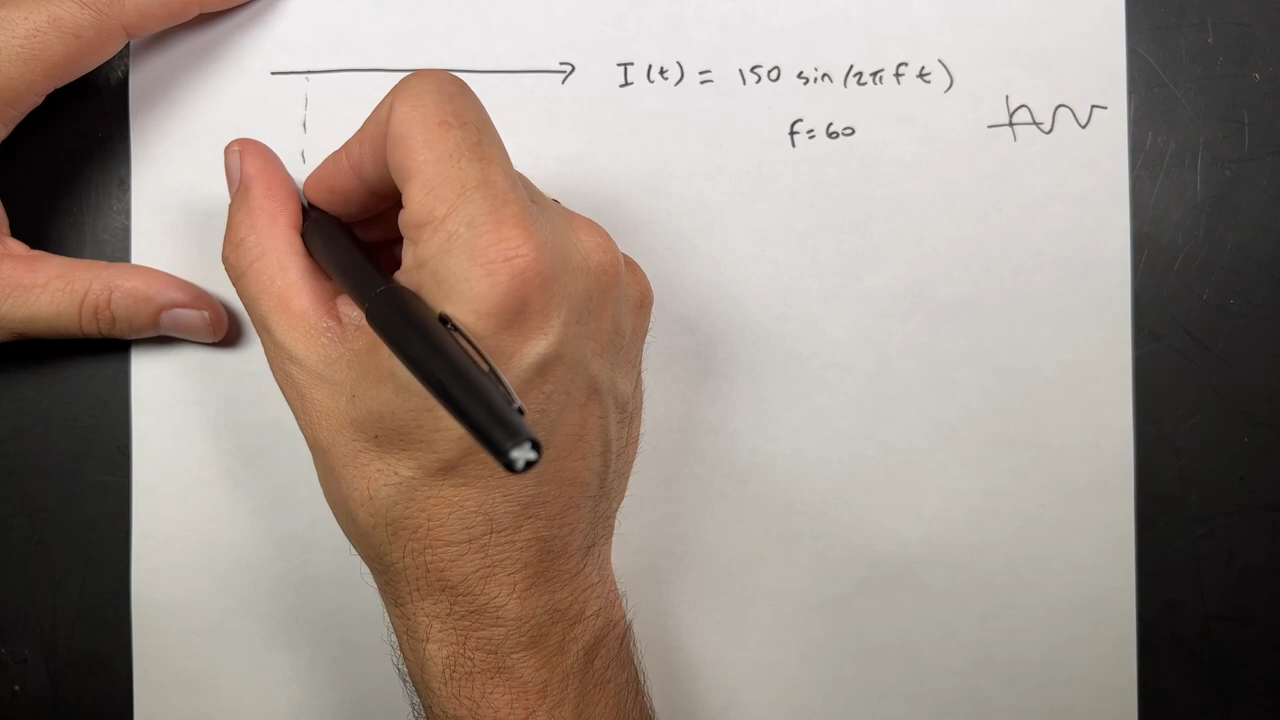 I(t) = 150 sin(2πft)
f=60